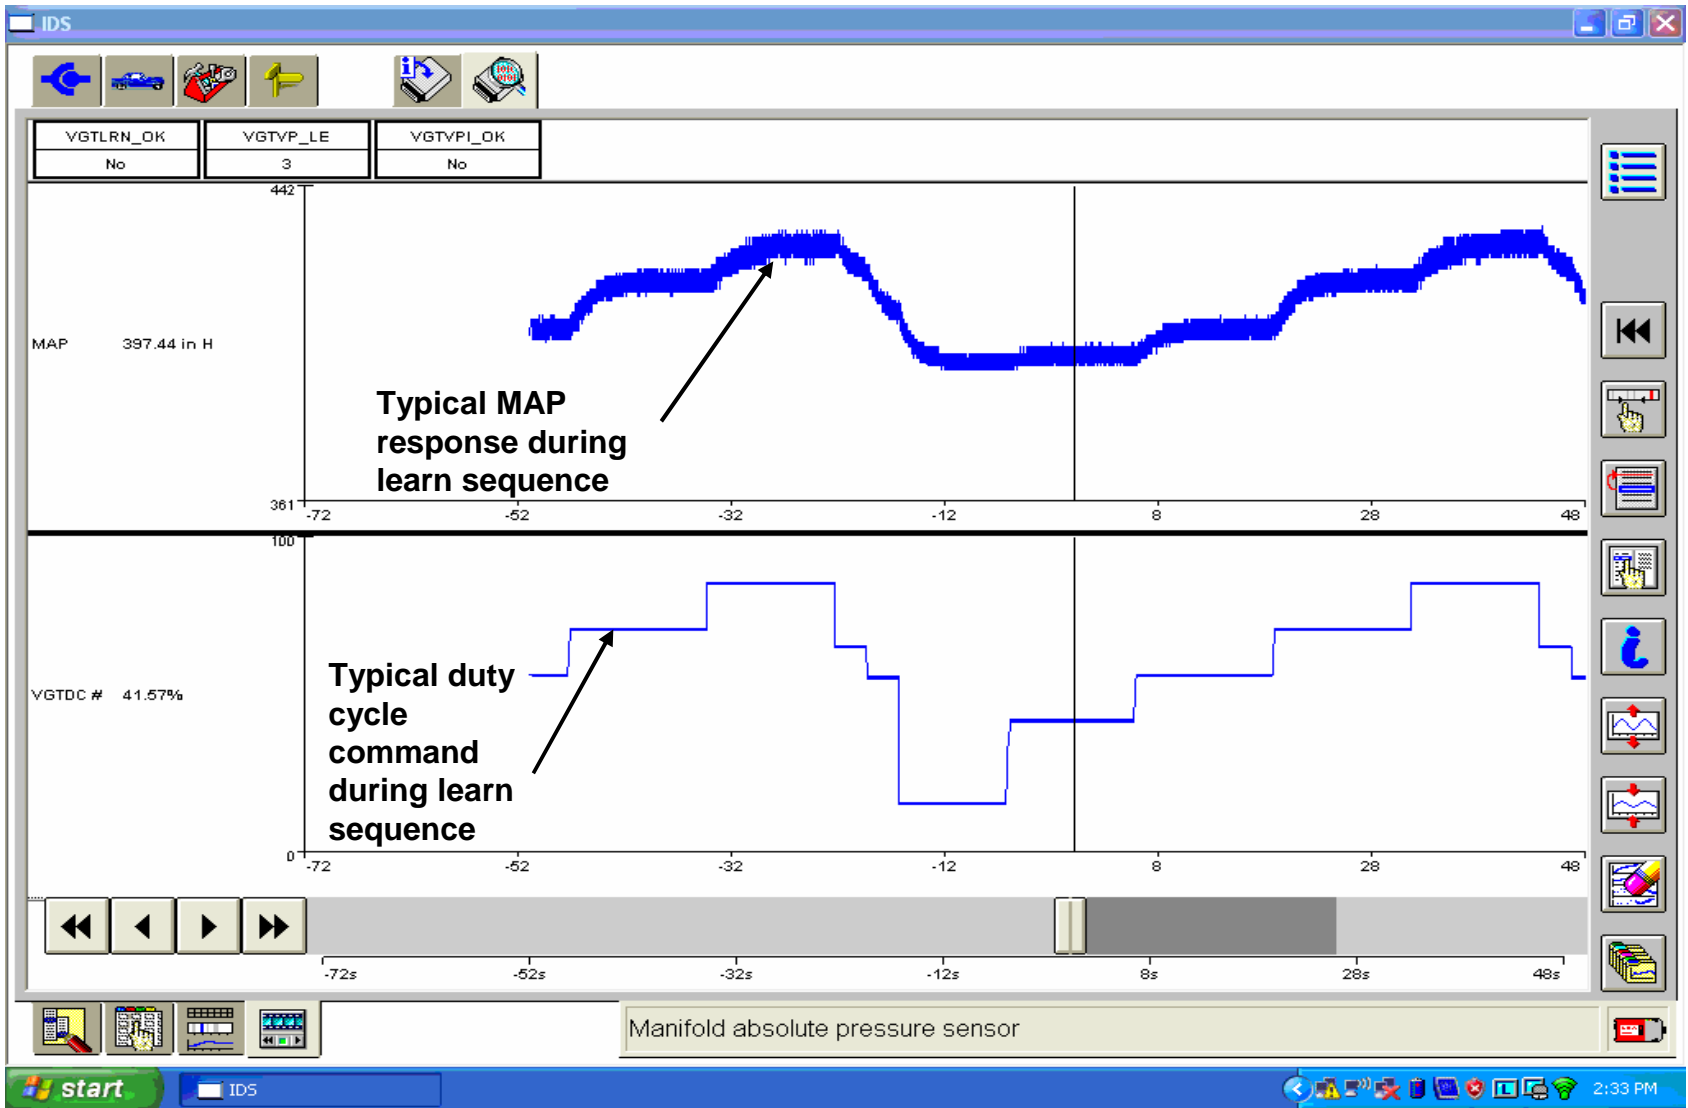 IDS
VGTLRN_OK VGTVP_LE VGTVPI_OK
No 3 No
442
MAP 397.44 in H
Typical MAP
response during
learn sequence
361
-72 -52 -32 -12 8 28 48
100
VGTDC # 41.57%
Typical duty
cycle
command
during learn
sequence
0
-72 -52 -32 -12 8 28 48
-72s -52s -32s -12s 8s 28s 48s
Manifold absolute pressure sensor
start IDS 2:33 PM